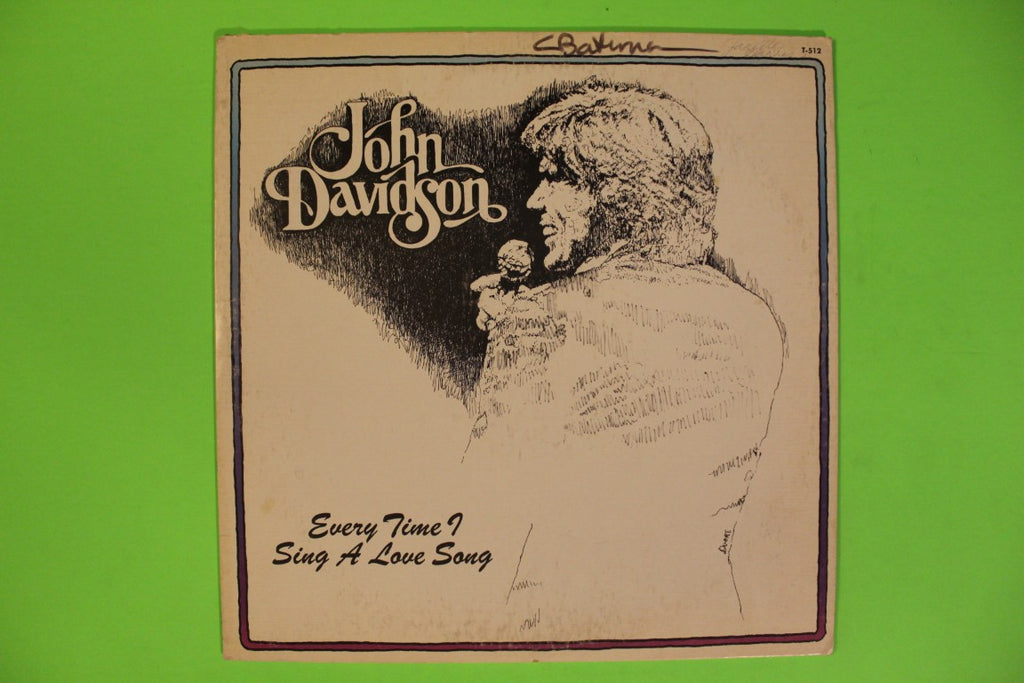 T-512
John
Davidson
Every Time I
Sing A Love Song